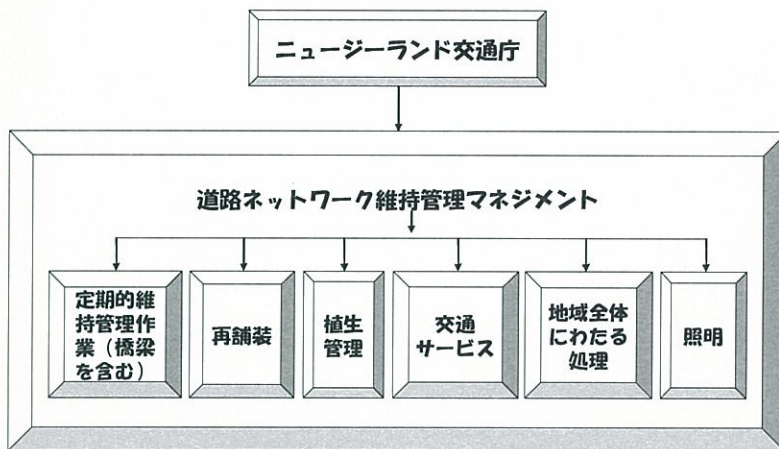 ニュージーランド交通庁
道路ネットワーク維持管理マネジメント
定期的維
持管理作
業（橋梁
を含む）
再舗装
植生
管理
交通
サービス
地域全体
にわたる
処理
照明